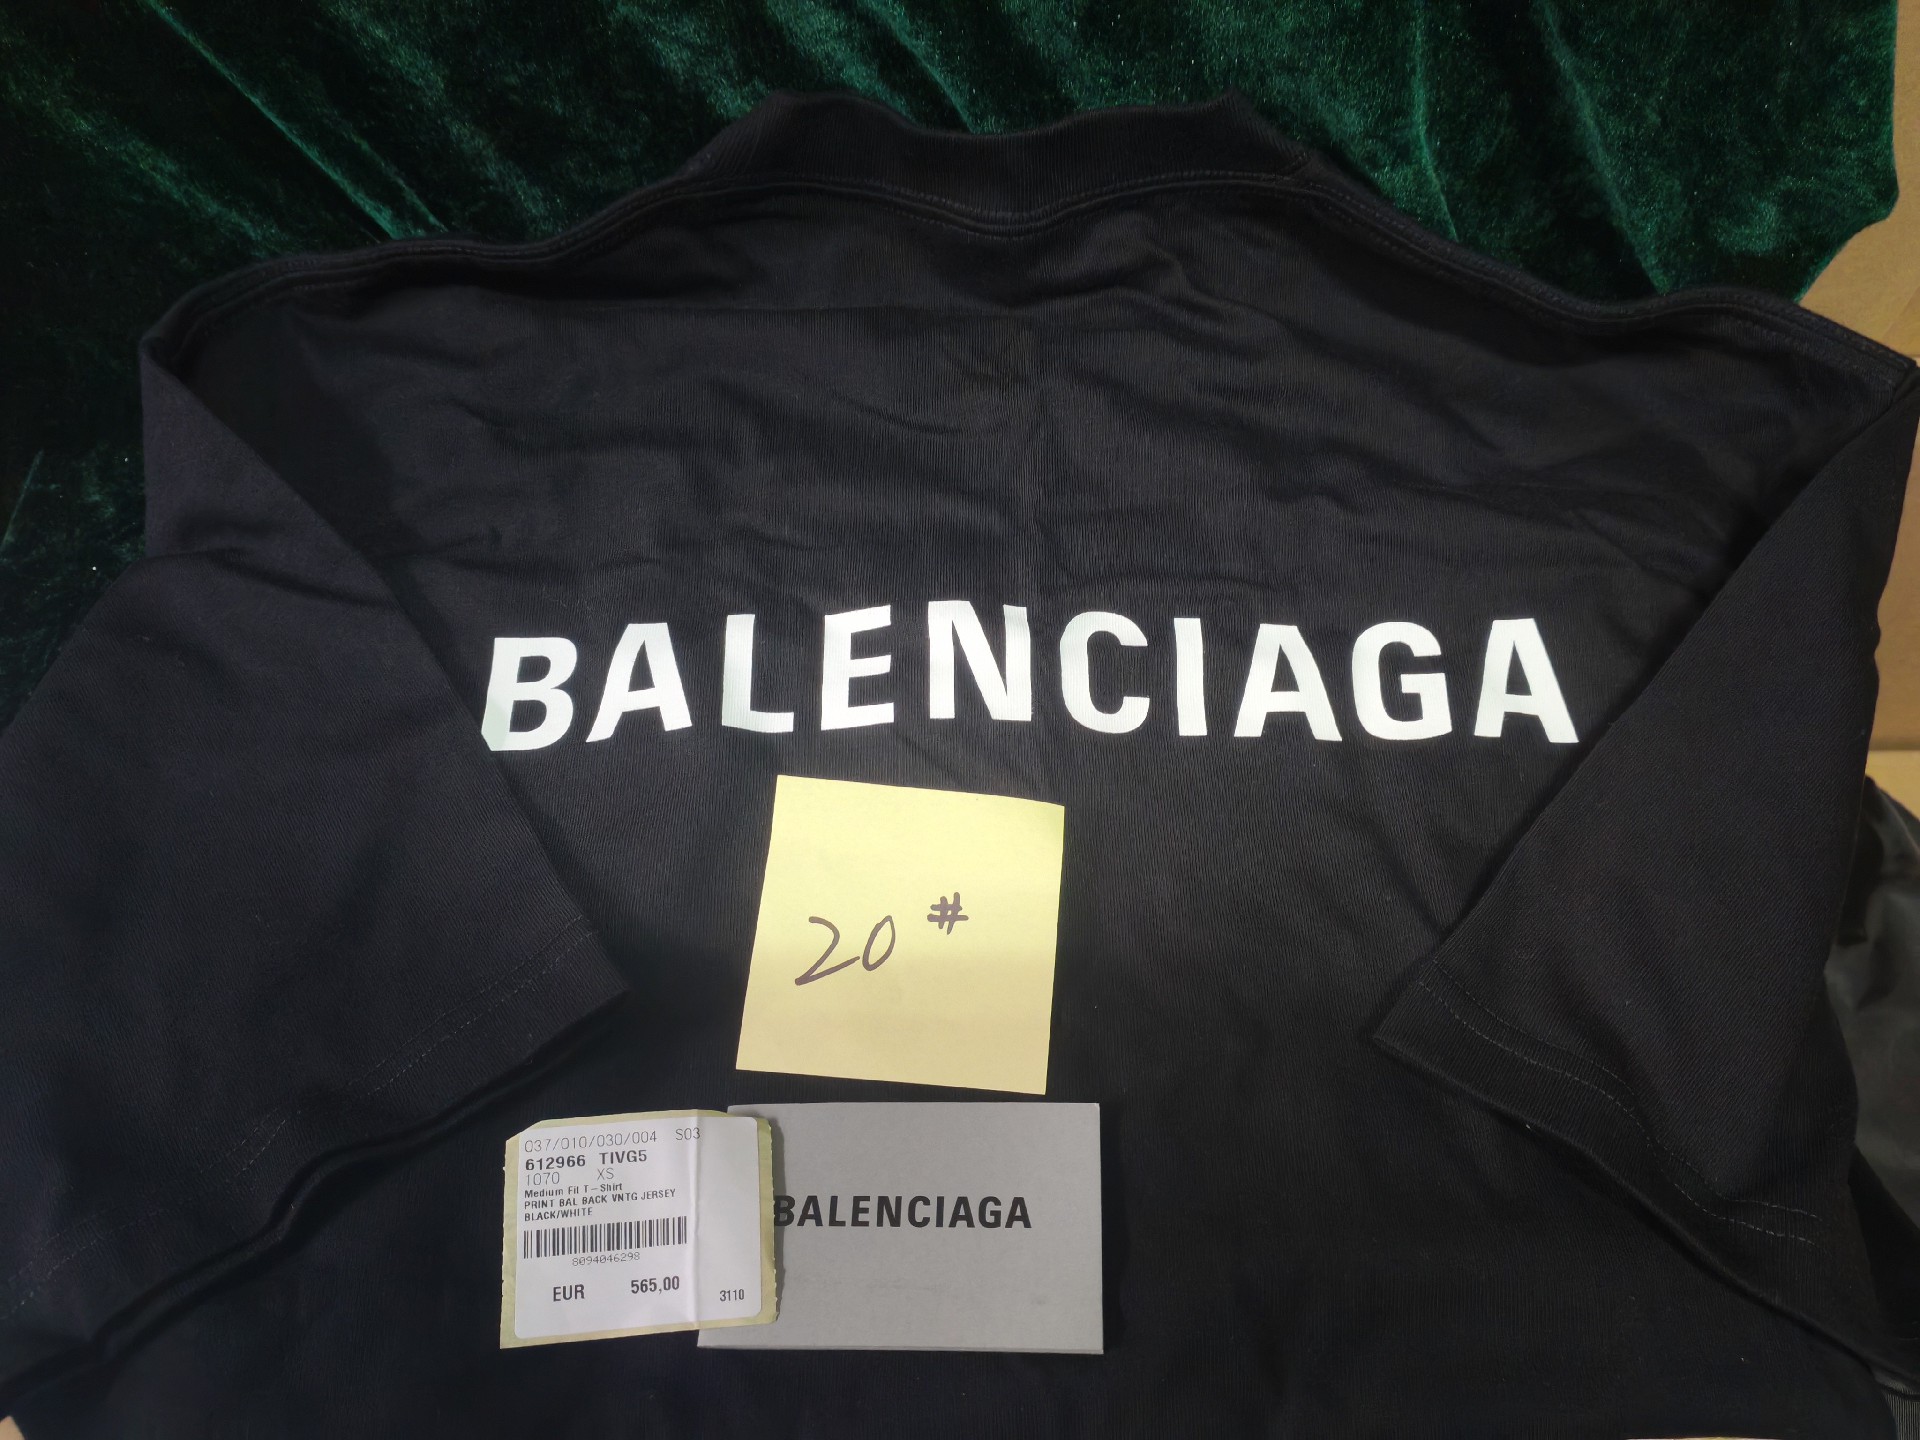 BALENCIAGA
20#
037/010/030/004 S03
612966 TIVG5
1070 XS
Medium Fit T-Shirt
PRINT BAL BACK VNTG JERSEY
BLACK/WHITE
8094046298
EUR 565,00
3110
BALENCIAGA